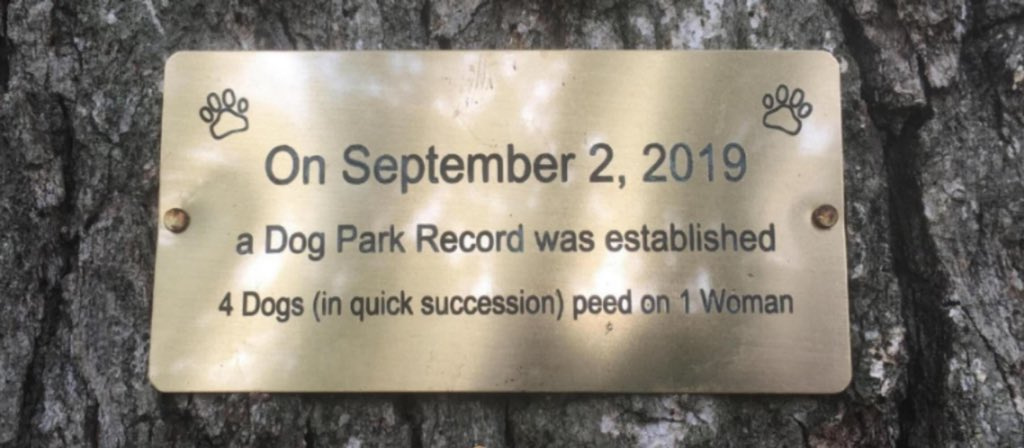 On September 2, 2019
a Dog Park Record was established
4 Dogs (in quick succession) peed on 1 Woman